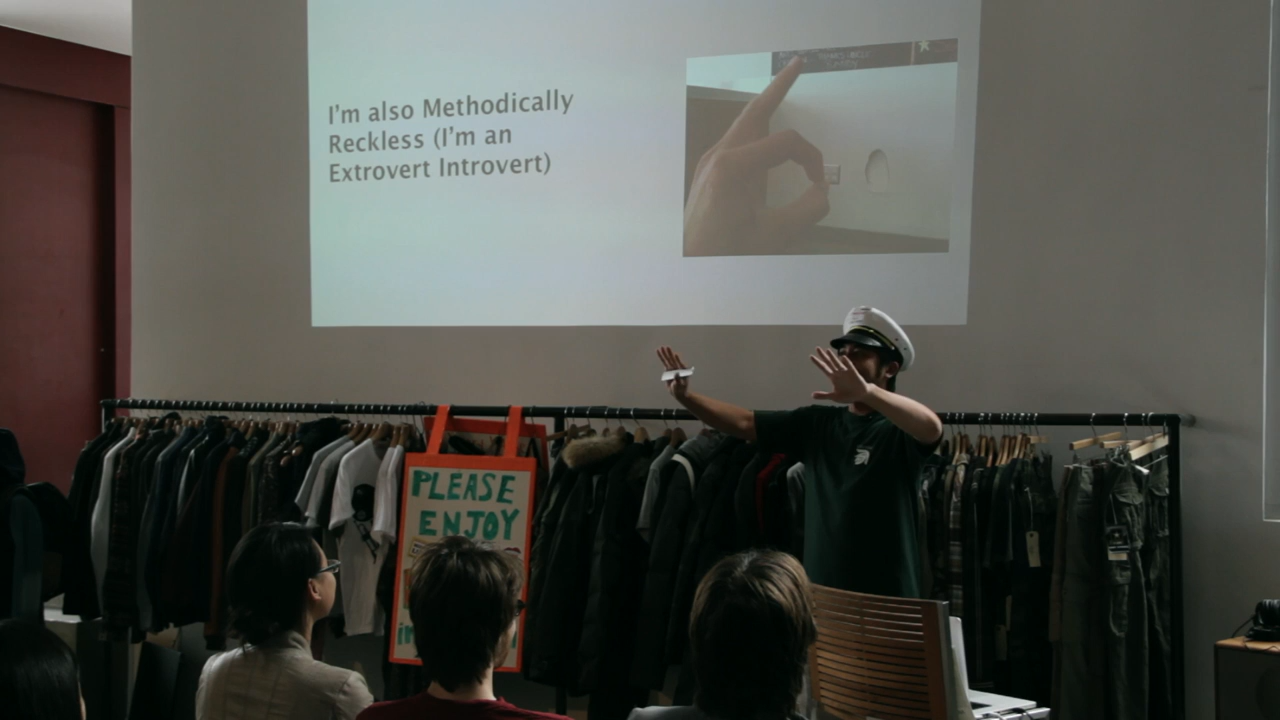 I'm also Methodically
Reckless (I'm an
Extrovert Introvert)
PLEASE
ENJOY